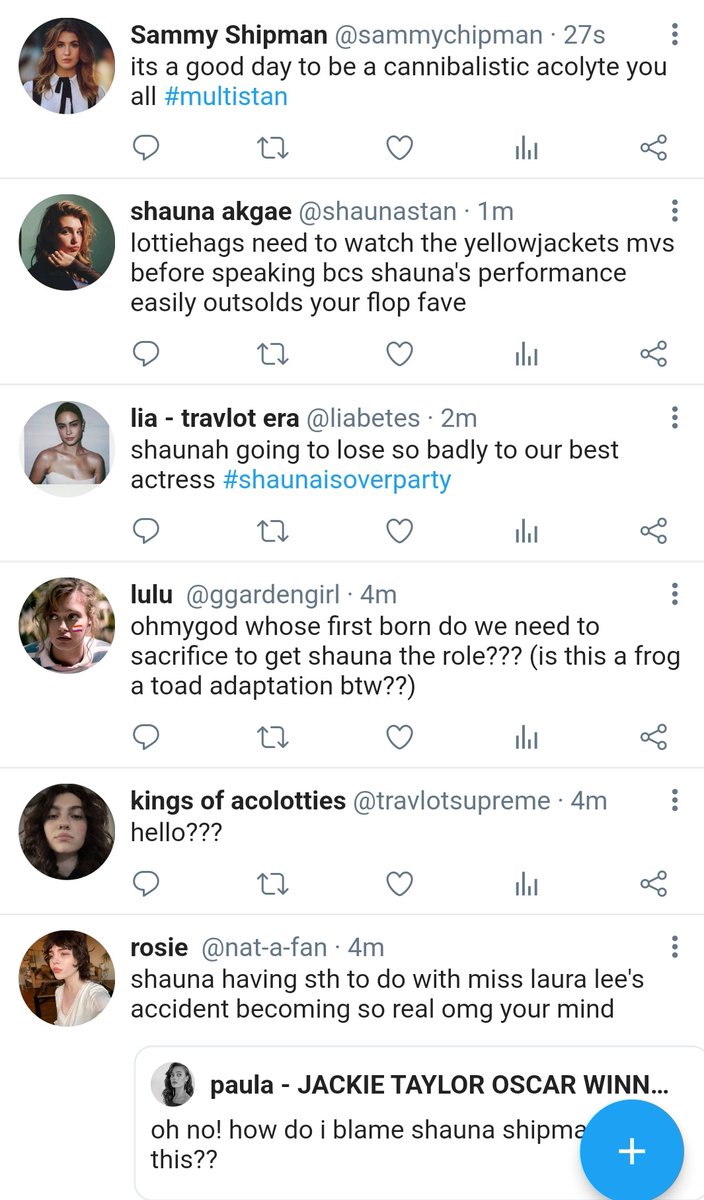 Sammy Shipman @sammychipman · 27s
its a good day to be a cannibalistic acolyte you
all #multistan
shauna akgae @shaunastan · 1m
lottiehags need to watch the yellowjackets mvs
before speaking bcs shauna's performance
easily outsolds your flop fave
lia - travlot era @liabetes · 2m
shaunah going to lose so badly to our best
actress #shaunaisoverparty
lulu @ggardengirl · 4m
ohmygod whose first born do we need to
sacrifice to get shauna the role??? (is this a frog
a toad adaptation btw??)
kings of acolotties @travlotsupreme · 4m
hello???
rosie @nat-a-fan · 4m
shauna having sth to do with miss laura lee's
accident becoming so real omg your mind
paula - JACKIE TAYLOR OSCAR WINN...
oh no! how do i blame shauna shipma
this??